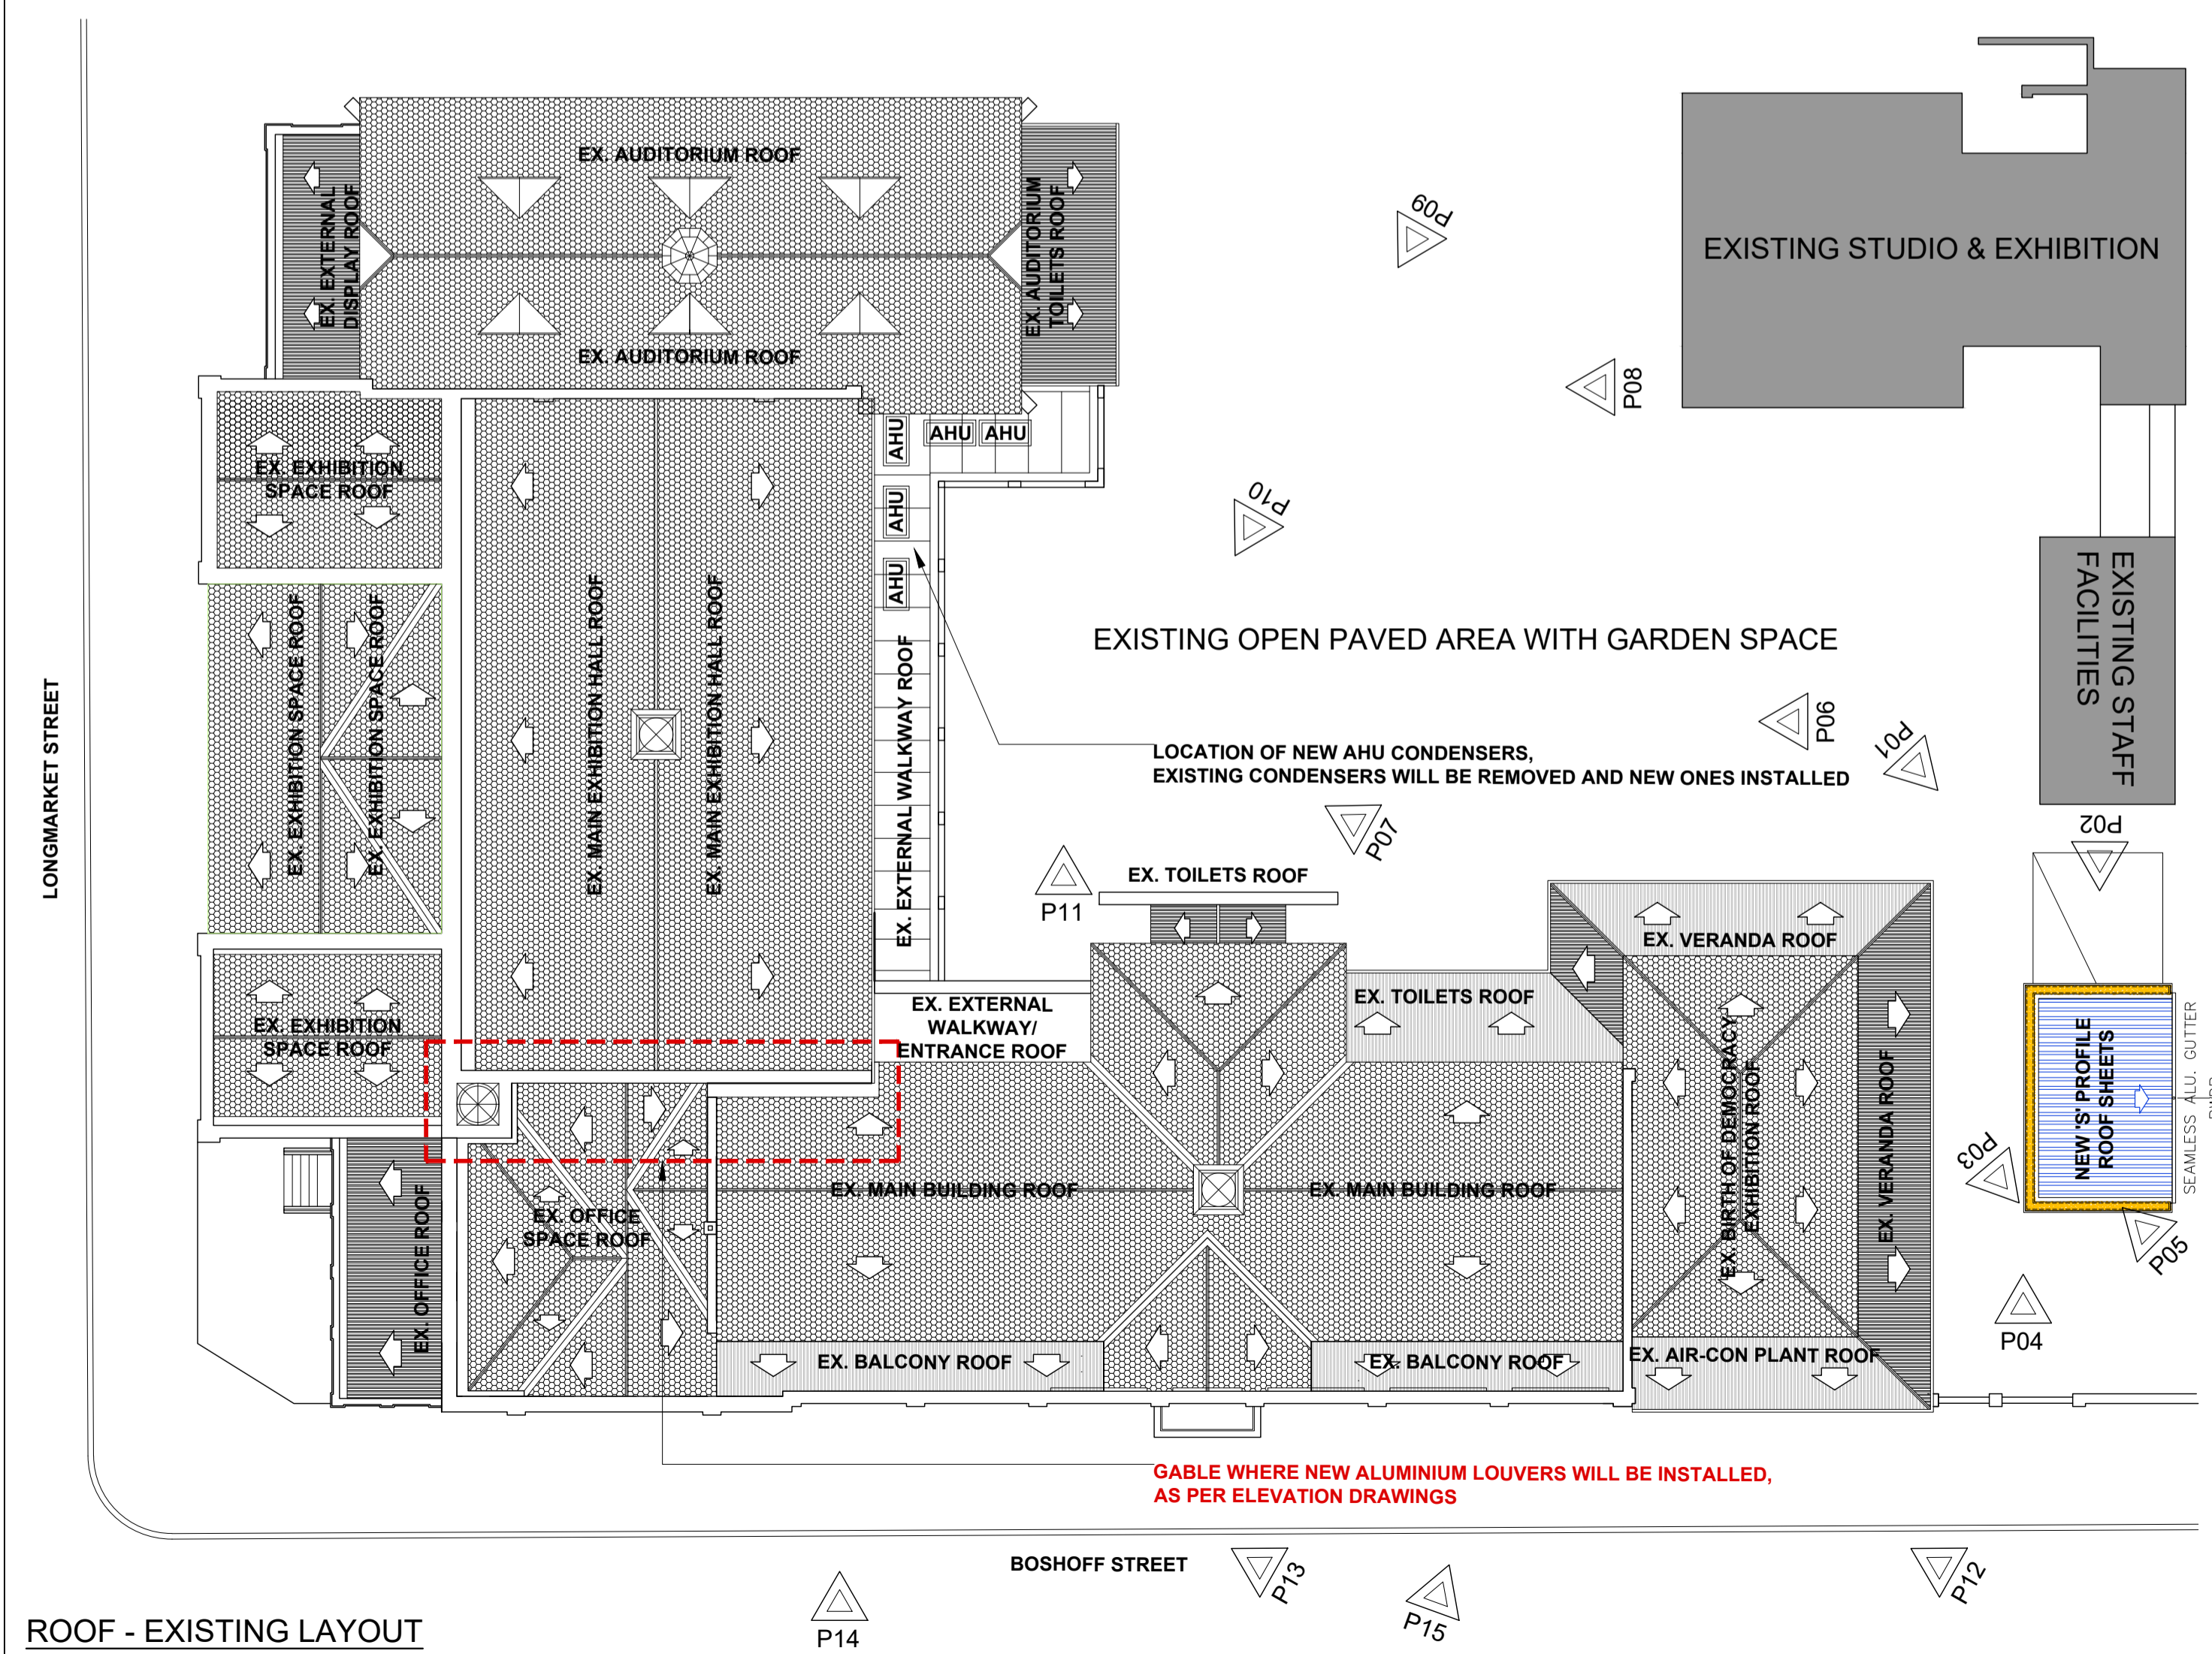 EX. AUDITORIUM ROOF
EX. EXTERNAL
DISPLAY ROOF
EX. AUDITORIUM
TOILETS ROOF
EX. AUDITORIUM ROOF
P09
EXISTING STUDIO & EXHIBITION
P08
AHU
AHU
AHU
AHU
AHU
EX. EXHIBITION
SPACE ROOF
P10
EX. EXHIBITION SPACE ROOF
EX. EXHIBITION SPACE ROOF
EX. MAIN EXHIBITION HALL ROOF
EX. MAIN EXHIBITION HALL ROOF
EX. EXTERNAL WALKWAY ROOF
EXISTING OPEN PAVED AREA WITH GARDEN SPACE
EXISTING STAFF
FACILITIES
LONGMARKET STREET
P06
P01
LOCATION OF NEW AHU CONDENSERS,
EXISTING CONDENSERS WILL BE REMOVED AND NEW ONES INSTALLED
P07
P02
EX. TOILETS ROOF
P11
EX. VERANDA ROOF
EX. TOILETS ROOF
EX. EXTERNAL
WALKWAY/
ENTRANCE ROOF
EX. EXHIBITION
SPACE ROOF
EX. BIRTH OF DEMOCRACY
EXHIBITION ROOF
EX. VERANDA ROOF
NEW 'S' PROFILE
ROOF SHEETS
SEAMLESS ALU. GUTTER
P03
EX. OFFICE ROOF
EX. OFFICE
SPACE ROOF
EX. MAIN BUILDING ROOF
EX. MAIN BUILDING ROOF
P05
P04
EX. BALCONY ROOF
EX. BALCONY ROOF
EX. AIR-CON PLANT ROOF
GABLE WHERE NEW ALUMINIUM LOUVERS WILL BE INSTALLED,
AS PER ELEVATION DRAWINGS
BOSHOFF STREET
P13
P12
P14
P15
ROOF - EXISTING LAYOUT